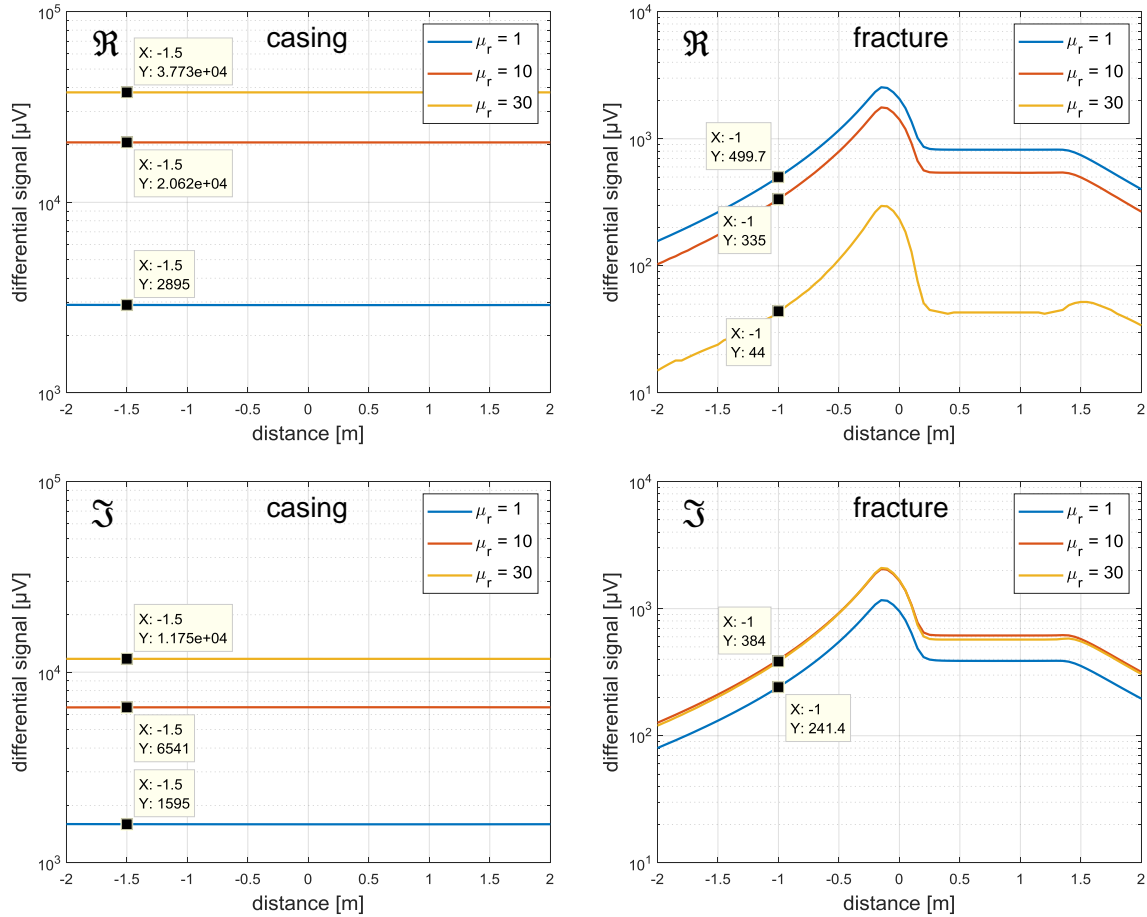 ℜ casing
μr = 1
μr = 10
μr = 30
X: -1.5
Y: 3.773e+04
X: -1.5
Y: 2.062e+04
X: -1.5
Y: 2895
10^5
10^4
10^3
differential signal [µV]
-2 -1.5 -1 -0.5 0 0.5 1 1.5 2
distance [m]
ℜ fracture
μr = 1
μr = 10
μr = 30
X: -1
Y: 499.7
X: -1
Y: 335
X: -1
Y: 44
10^4
10^3
10^2
10^1
differential signal [µV]
-2 -1.5 -1 -0.5 0 0.5 1 1.5 2
distance [m]
ℑ casing
μr = 1
μr = 10
μr = 30
X: -1.5
Y: 1.175e+04
X: -1.5
Y: 6541
X: -1.5
Y: 1595
10^5
10^4
10^3
differential signal [µV]
-2 -1.5 -1 -0.5 0 0.5 1 1.5 2
distance [m]
ℑ fracture
μr = 1
μr = 10
μr = 30
X: -1
Y: 384
X: -1
Y: 241.4
10^4
10^3
10^2
10^1
differential signal [µV]
-2 -1.5 -1 -0.5 0 0.5 1 1.5 2
distance [m]